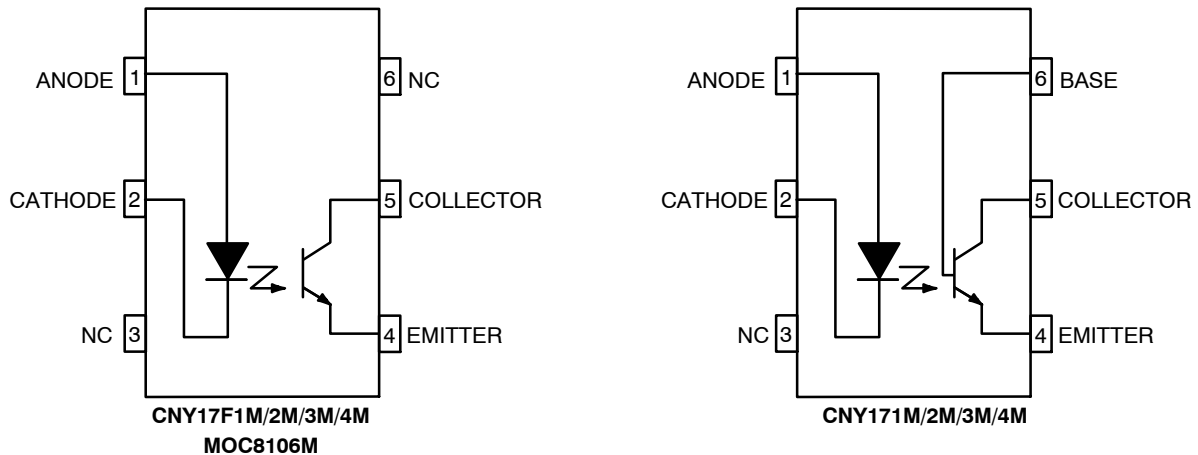 ANODE 1
6 NC
CATHODE 2
5 COLLECTOR
NC 3
4 EMITTER
CNY17F1M/2M/3M/4M
MOC8106M
ANODE 1
6 BASE
CATHODE 2
5 COLLECTOR
NC 3
4 EMITTER
CNY171M/2M/3M/4M